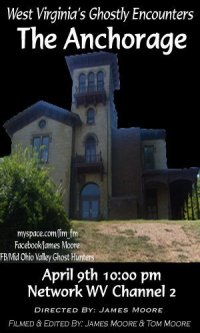 West Virginia's Ghostly Encounters
The Anchorage
myspace.com/jim_fm
Facebook/James Moore
FB/Mid Ohio Valley Ghost Hunters
April 9th 10:00 pm
Network WV Channel 2
Directed By: James Moore
Filmed & Edited By: James Moore & Tom Moore